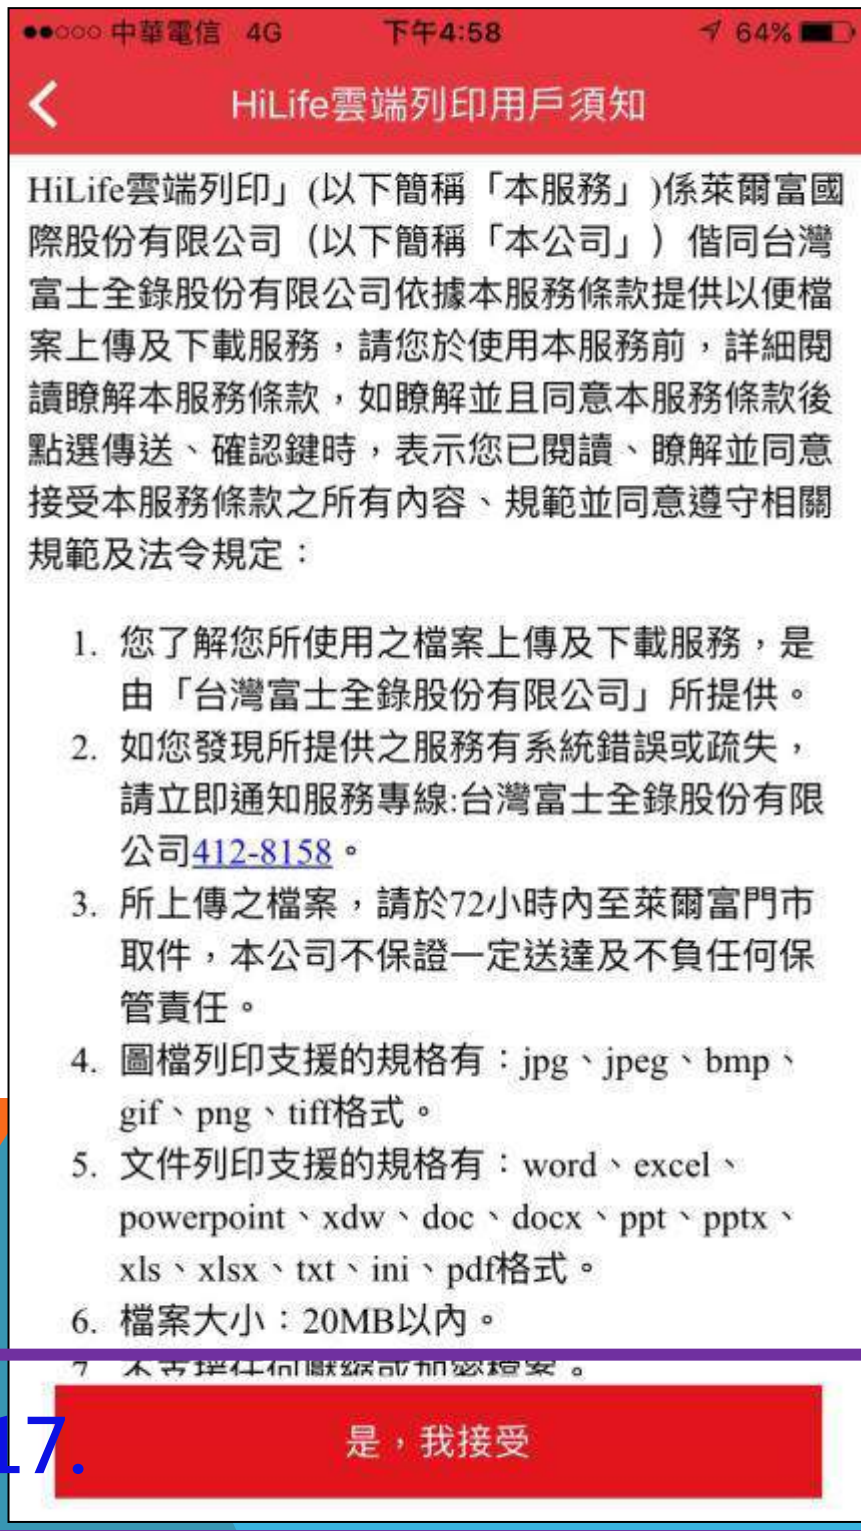 中華電信 4G 下午4:58 64%
HiLife雲端列印用戶須知
HiLife雲端列印」(以下簡稱「本服務」)係萊爾富國
際股份有限公司（以下簡稱「本公司」）偕同台灣
富士全錄股份有限公司依據本服務條款提供以便檔
案上傳及下載服務，請您於使用本服務前，詳細閱
讀瞭解本服務條款，如瞭解並且同意本服務條款後
點選傳送、確認鍵時，表示您已閱讀、瞭解並同意
接受本服務條款之所有內容、規範並同意遵守相關
規範及法令規定：
1. 您了解您所使用之檔案上傳及下載服務，是
由「台灣富士全錄股份有限公司」所提供。
2. 如您發現所提供之服務有系統錯誤或疏失，
請立即通知服務專線:台灣富士全錄股份有限
公司412-8158。
3. 所上傳之檔案，請於72小時內至萊爾富門市
取件，本公司不保證一定送達及不負任何保
管責任。
4. 圖檔列印支援的規格有：jpg、jpeg、bmp、
gif、png、tiff格式。
5. 文件列印支援的規格有：word、excel、
powerpoint、xdw、doc、docx、ppt、pptx、
xls、xlsx、txt、ini、pdf格式。
6. 檔案大小：20MB以內。
7. 不支援任何壓縮或加密檔案。
17.
是，我接受